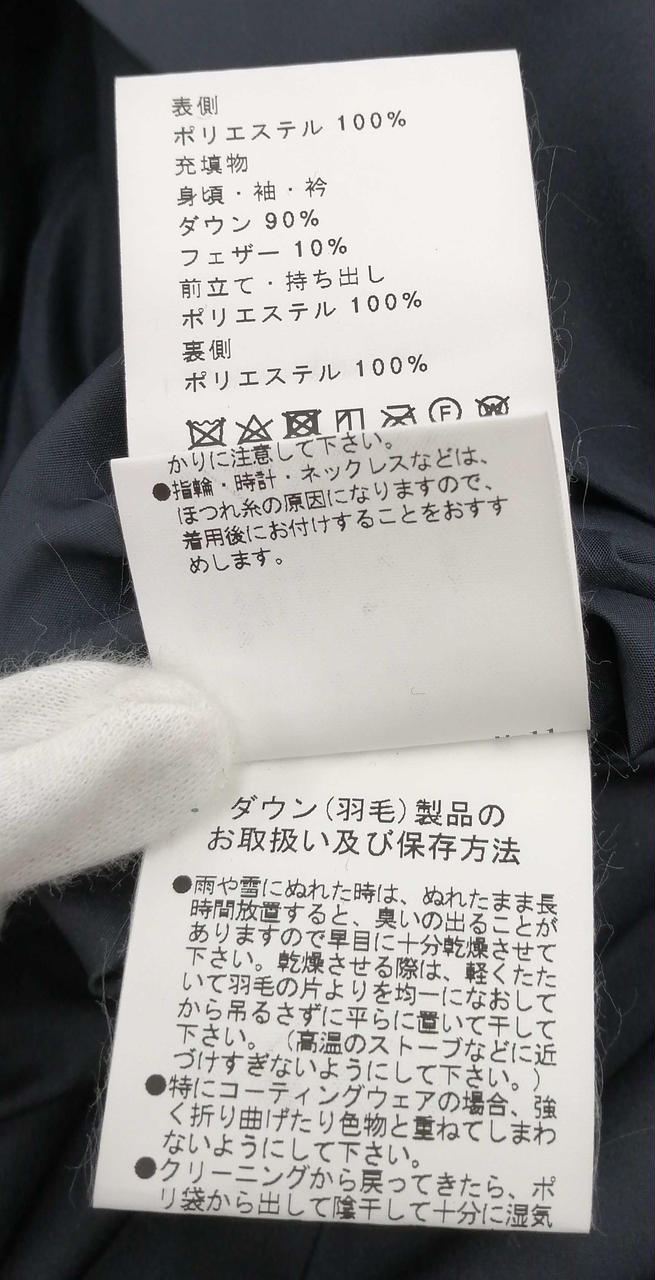 表側
ポリエステル 100%
充填物
身頃・袖・衿
ダウン 90%
フェザー 10%
前立て・持ち出し
ポリエステル 100%
裏側
ポリエステル 100%
F
W
かりに注意して下さい。
●指輪・時計・ネックレスなどは、
ほつれ糸の原因になりますので、
着用後にお付けすることをおすす
めします。
ダウン(羽毛)製品の
お取扱い及び保存方法
●雨や雪にぬれた時は、ぬれたまま長
時間放置すると、臭いの出ることが
ありますので早目に十分乾燥させて
下さい。乾燥させる際は、軽くたた
いて羽毛の片よりを均一になおして
から吊るさずに平らに置いて干して
下さい。(高温のストーブなどに近
づけすぎないようにして下さい。)
●特にコーティングウェアの場合、強
く折り曲げたり色物と重ねてしまわ
ないようにして下さい。
●クリーニングから戻ってきたら、ポ
リ袋から出して陰干して十分に湿気